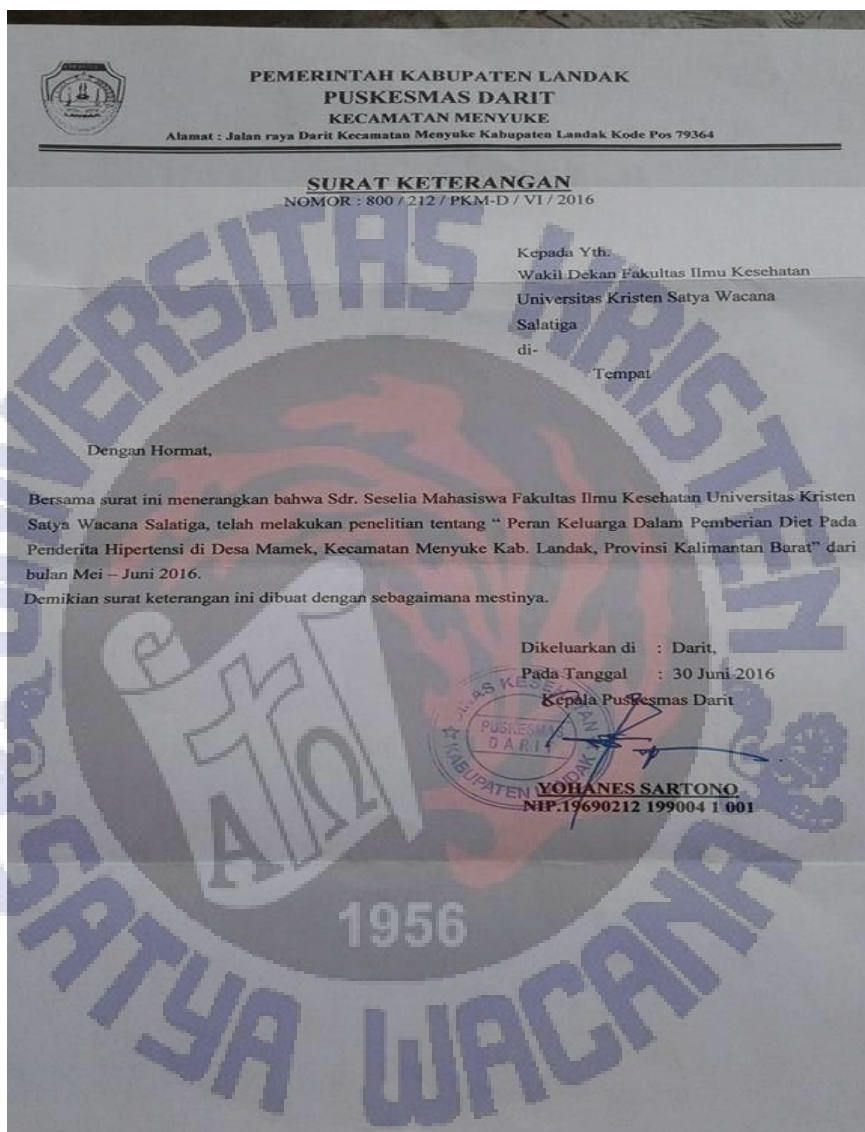 PEMERINTAH KABUPATEN LANDAK
PUSKESMAS DARIT
KECAMATAN MENYUKE
Alamat : Jalan raya Darit Kecamatan Menyuke Kabupaten Landak Kode Pos 79364
SURAT KETERANGAN
NOMOR : 800 / 212 / PKM-D / VI / 2016
Kepada Yth.
Wakil Dekan Fakultas Ilmu Kesehatan
Universitas Kristen Satya Wacana
Salatiga
di-
Tempat
Dengan Hormat,
Bersama surat ini menerangkan bahwa Sdr. Seselia Mahasiswa Fakultas Ilmu Kesehatan Universitas Kristen
Satya Wacana Salatiga, telah melakukan penelitian tentang “ Peran Keluarga Dalam Pemberian Diet Pada
Penderita Hipertensi di Desa Mamek, Kecamatan Menyuke Kab. Landak, Provinsi Kalimantan Barat” dari
bulan Mei – Juni 2016.
Demikian surat keterangan ini dibuat dengan sebagaimana mestinya.
Dikeluarkan di : Darit,
Pada Tanggal : 30 Juni 2016
Kepala Puskesmas Darit
DINAS KESEHATAN
PUSKESMAS
DARIT
KABUPATEN LANDAK
YOHANES SARTONO
NIP.19690212 199004 1 001
UNIVERSITAS KRISTEN
SATYA WACANA
Α Ω
1956